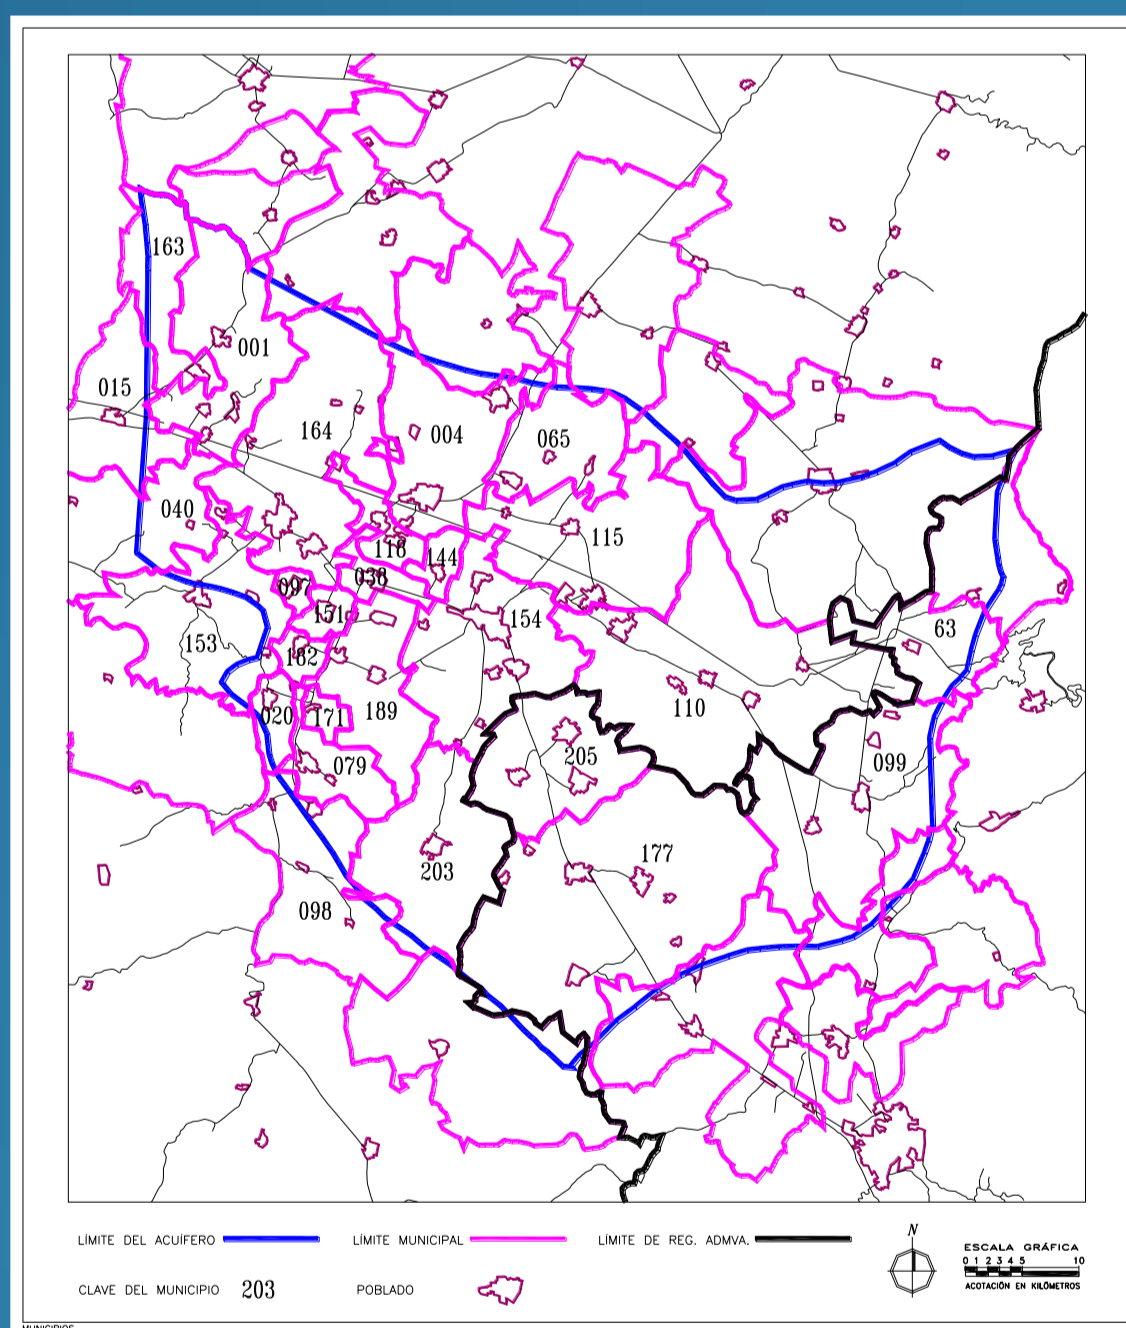 163
001
015
164
004
065
040
118
144
115
038
097
151
154
63
153
182
020
171
189
110
079
205
099
203
177
098
LÍMITE DEL ACUÍFERO
LÍMITE MUNICIPAL
LÍMITE DE REG. ADMVA.
N
ESCALA GRÁFICA
0 1 2 3 4 5 10
ACOTACIÓN EN KILÓMETROS
CLAVE DEL MUNICIPIO 203
POBLADO
MUNICIPIOS